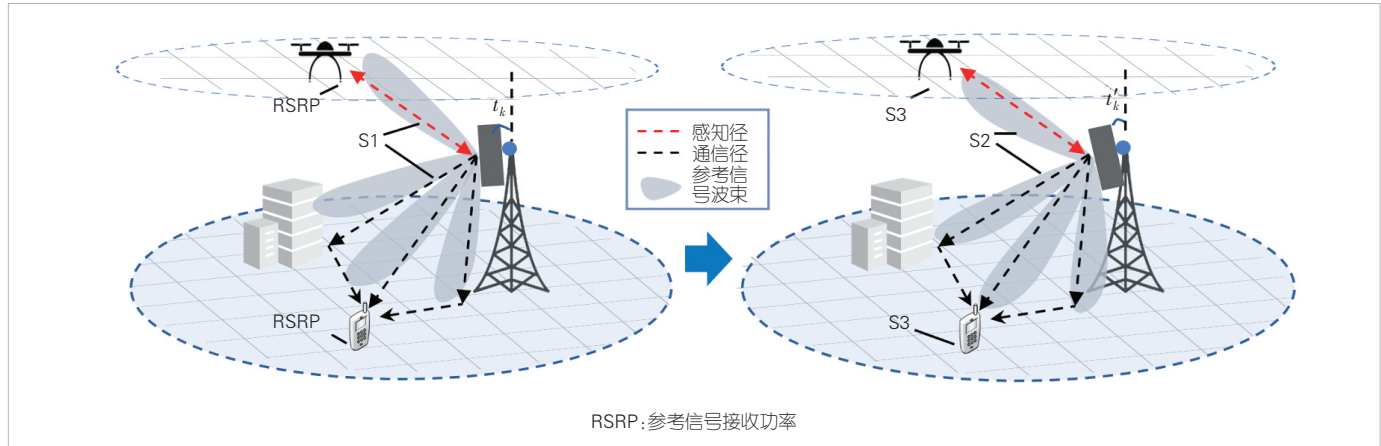 RSRP
t_k
S1
RSRP
感知径
通信径
参考信
号波束
S3
t'_k
S2
S3
RSRP:参考信号接收功率